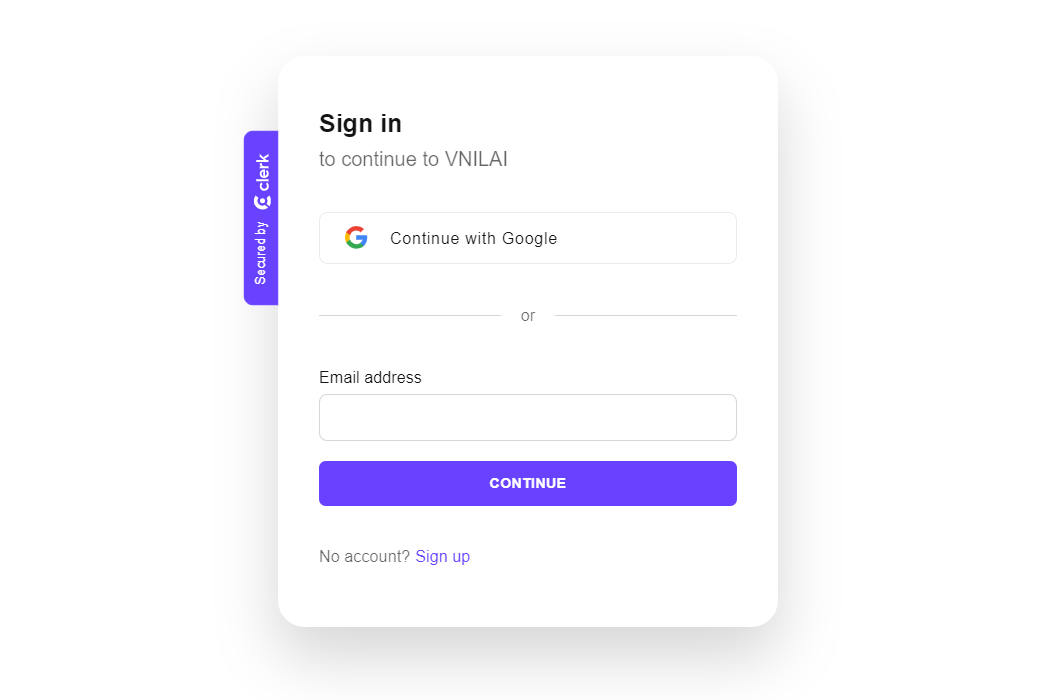 Sign in
to continue to VNILAI
Secured by clerk
Continue with Google
or
Email address
CONTINUE
No account? Sign up